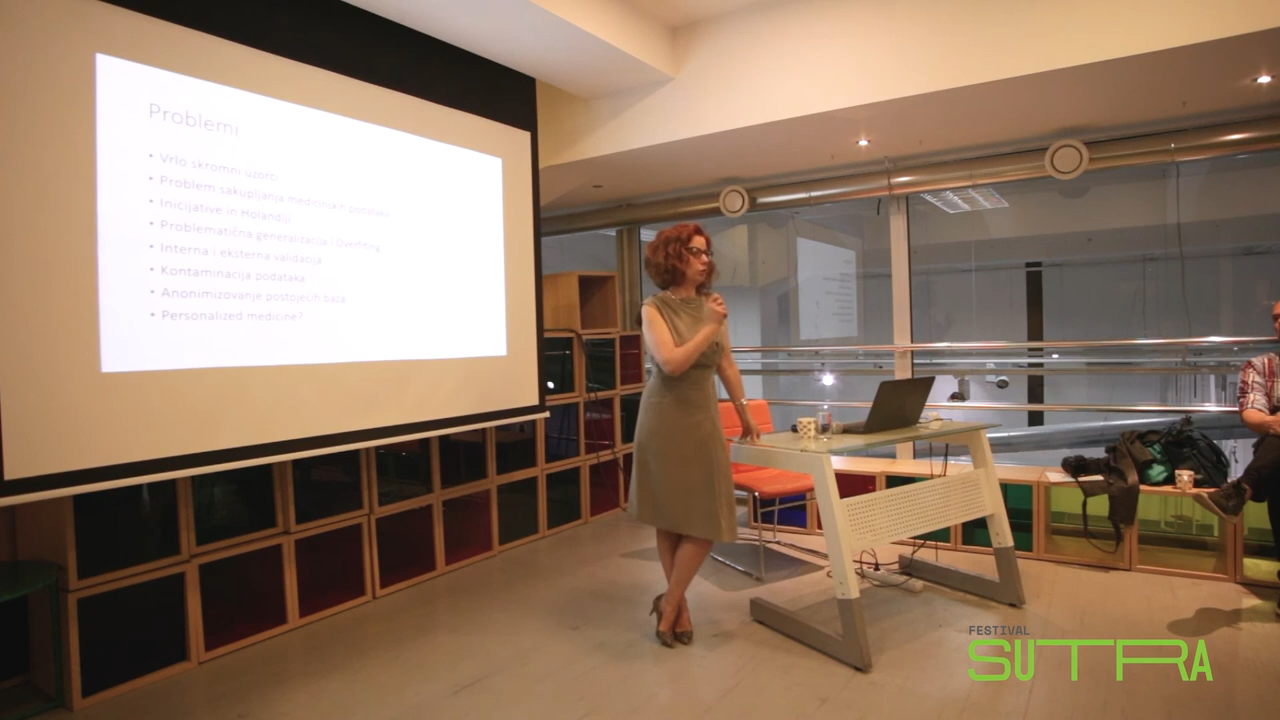 Problemi
• Vrlo skromni uzorci
• Problem sakupljanja medicinskih podataka
• Inicijative in Holandiji
• Problematična generalizacija i Overfiting
• Interna i eksterna validacija
• Kontaminacija podataka
• Anonimizovanje postojećih baza
• Personalized medicine?
FESTIVAL
SUTRA